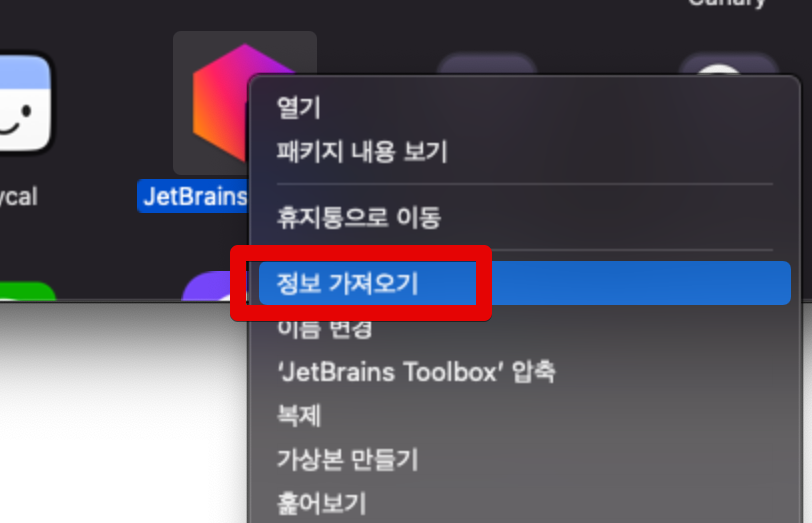 Canary
열기
패키지 내용 보기
ycal
JetBrains
휴지통으로 이동
정보 가져오기
이름 변경
‘JetBrains Toolbox’ 압축
복제
가상본 만들기
훑어보기